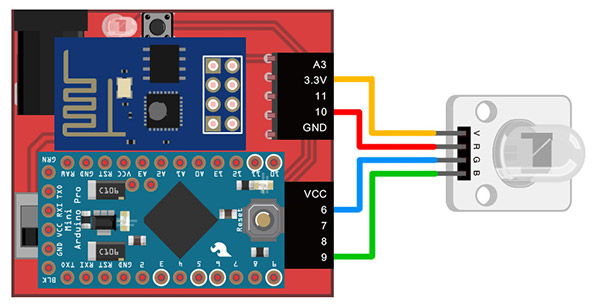 A3
3.3V
11
10
GND
V
R
G
B
VCC
6
7
8
9
RAW
GND
RST
VCC
A3
A2
A1
A0
13
12
11
10
GRN
TXO
RXI
VCC
GND
BLK
C106
C106
Arduino Pro
Mini
Reset
TXO
RXI
RST
GND
2
3
4
5
6
7
8
9